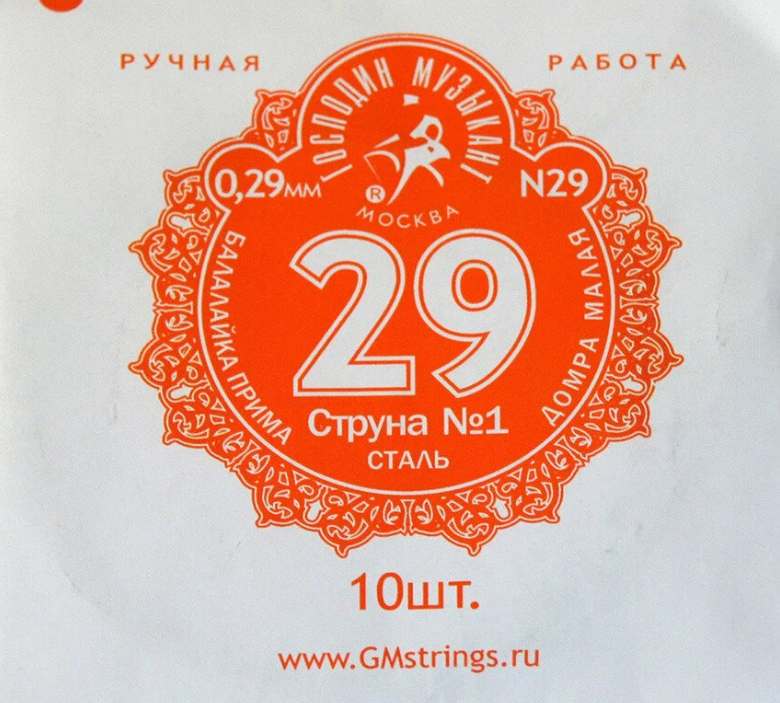 РУЧНАЯ РАБОТА
ГОСПОДИН МУЗЫКАНТ
®
МОСКВА
0,29мм
N29
БАЛАЛАЙКА ПРИМА
29
ДОМРА МАЛАЯ
Струна №1
СТАЛЬ
10шт.
www.GMstrings.ru